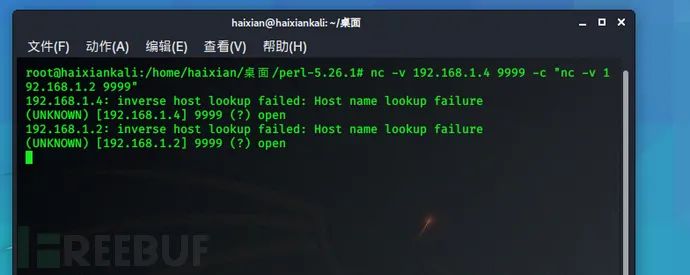 haixian@haixiankali: ~/桌面
文件(F) 动作(A) 编辑(E) 查看(V) 帮助(H)
root@haixiankali:/home/haixian/桌面/perl-5.26.1# nc -v 192.168.1.4 9999 -c "nc -v 1
92.168.1.2 9999"
192.168.1.4: inverse host lookup failed: Host name lookup failure
(UNKNOWN) [192.168.1.4] 9999 (?) open
192.168.1.2: inverse host lookup failed: Host name lookup failure
(UNKNOWN) [192.168.1.2] 9999 (?) open
FREEBUF